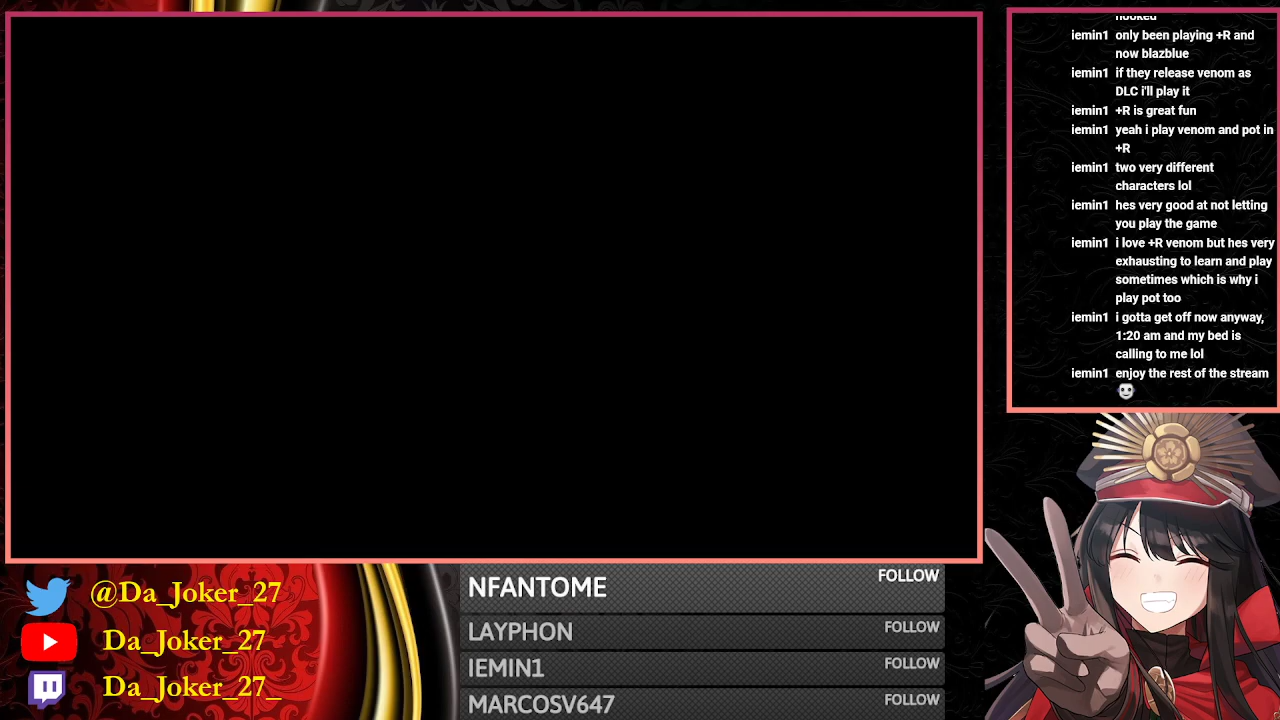 hooked
iemin1 only been playing +R and
now blazblue
iemin1 if they release venom as
DLC i'll play it
iemin1 +R is great fun
iemin1 yeah i play venom and pot in
+R
iemin1 two very different
characters lol
iemin1 hes very good at not letting
you play the game
iemin1 i love +R venom but hes very
exhausting to learn and play
sometimes which is why i
play pot too
iemin1 i gotta get off now anyway,
1:20 am and my bed is
calling to me lol
iemin1 enjoy the rest of the stream
@Da_Joker_27
Da_Joker_27
Da_Joker_27_
NFANTOME FOLLOW
LAYPHON FOLLOW
IEMIN1 FOLLOW
MARCOSV647 FOLLOW